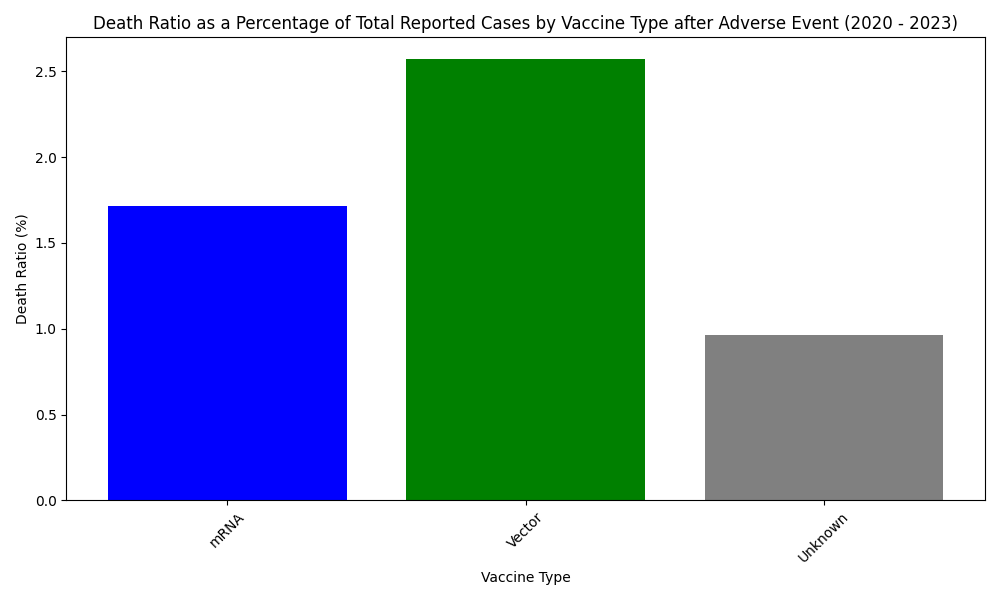 Death Ratio as a Percentage of Total Reported Cases by Vaccine Type after Adverse Event (2020 - 2023)
Death Ratio (%)
2.5
2.0
1.5
1.0
0.5
0.0
mRNA
Vector
Unknown
Vaccine Type